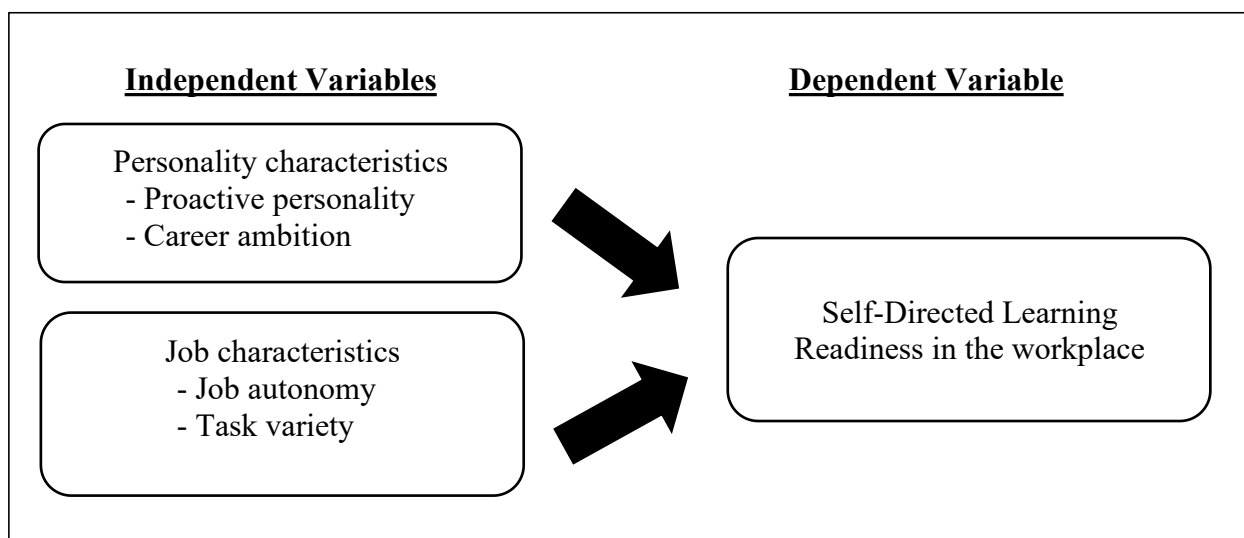 Independent Variables
Personality characteristics
- Proactive personality
- Career ambition
Job characteristics
- Job autonomy
- Task variety
Dependent Variable
Self-Directed Learning
Readiness in the workplace